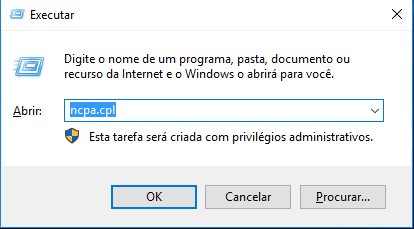 Executar
Digite o nome de um programa, pasta, documento ou
recurso da Internet e o Windows o abrirá para você.
Abrir: ncpa.cpl
Esta tarefa será criada com privilégios administrativos.
OK Cancelar Procurar...